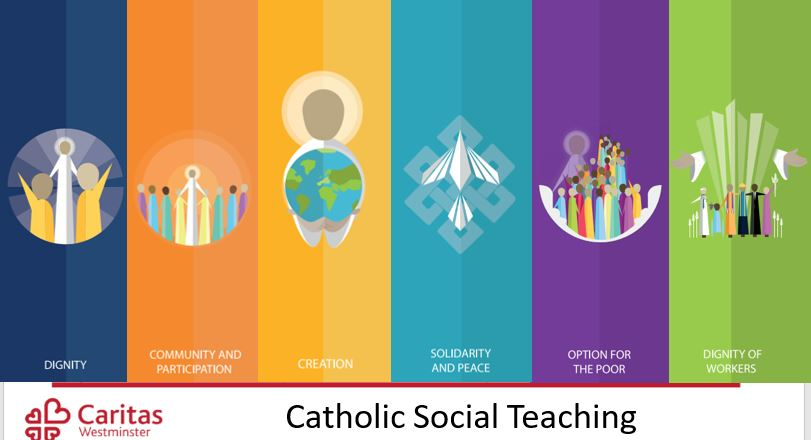 DIGNITY
COMMUNITY AND
PARTICIPATION
CREATION
SOLIDARITY
AND PEACE
OPTION FOR
THE POOR
DIGNITY OF
WORKERS
Caritas
Westminster
Catholic Social Teaching